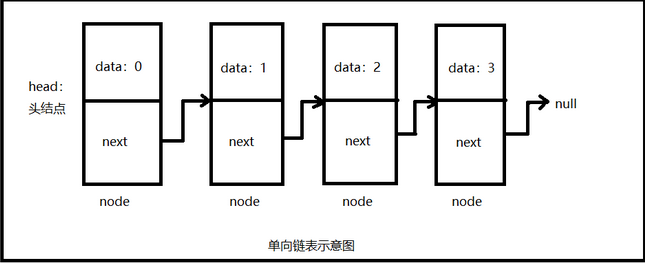 data：0
data：1
data：2
data：3
head：
头结点
null
next
next
next
next
node
node
node
node
单向链表示意图